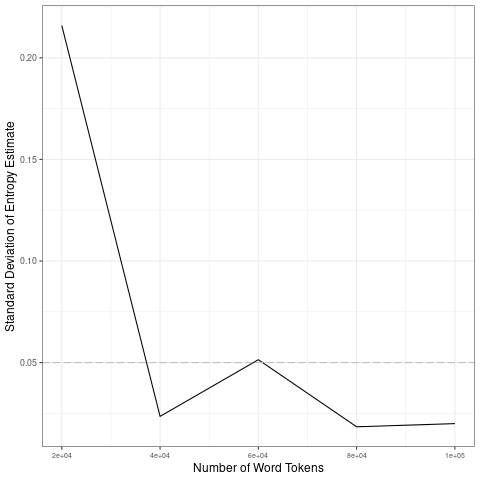 Standard Deviation of Entropy Estimate
0.20
0.15
0.10
0.05
2e+04 4e+04 6e+04 8e+04 1e+05
Number of Word Tokens